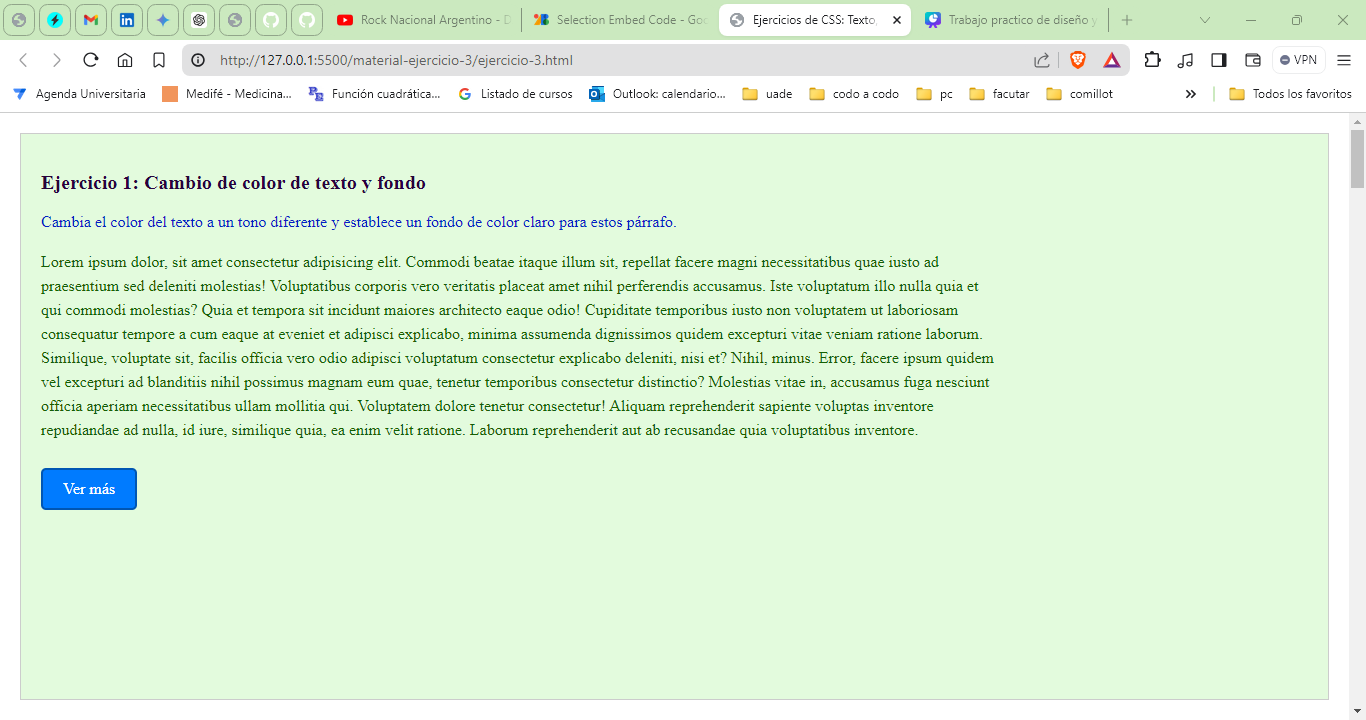 Rock Nacional Argentino - D
Selection Embed Code - Goo
Ejercicios de CSS: Texto,
Trabajo practico de diseño y
http://127.0.0.1:5500/material-ejercicio-3/ejercicio-3.html
VPN
Agenda Universitaria
Medifé - Medicina...
Función cuadrática...
Listado de cursos
Outlook: calendario...
uade
codo a codo
pc
facutar
comillot
Todos los favoritos
Ejercicio 1: Cambio de color de texto y fondo
Cambia el color del texto a un tono diferente y establece un fondo de color claro para estos párrafo.
Lorem ipsum dolor, sit amet consectetur adipisicing elit. Commodi beatae itaque illum sit, repellat facere magni necessitatibus quae iusto ad
praesentium sed deleniti molestias! Voluptatibus corporis vero veritatis placeat amet nihil perferendis accusamus. Iste voluptatum illo nulla quia et
qui commodi molestias? Quia et tempora sit incidunt maiores architecto eaque odio! Cupiditate temporibus iusto non voluptatem ut laboriosam
consequatur tempore a cum eaque at eveniet et adipisci explicabo, minima assumenda dignissimos quidem excepturi vitae veniam ratione laborum.
Similique, voluptate sit, facilis officia vero odio adipisci voluptatum consectetur explicabo deleniti, nisi et? Nihil, minus. Error, facere ipsum quidem
vel excepturi ad blanditiis nihil possimus magnam eum quae, tenetur temporibus consectetur distinctio? Molestias vitae in, accusamus fuga nesciunt
officia aperiam necessitatibus ullam mollitia qui. Voluptatem dolore tenetur consectetur! Aliquam reprehenderit sapiente voluptas inventore
repudiandae ad nulla, id iure, similique quia, ea enim velit ratione. Laborum reprehenderit aut ab recusandae quia voluptatibus inventore.
Ver más